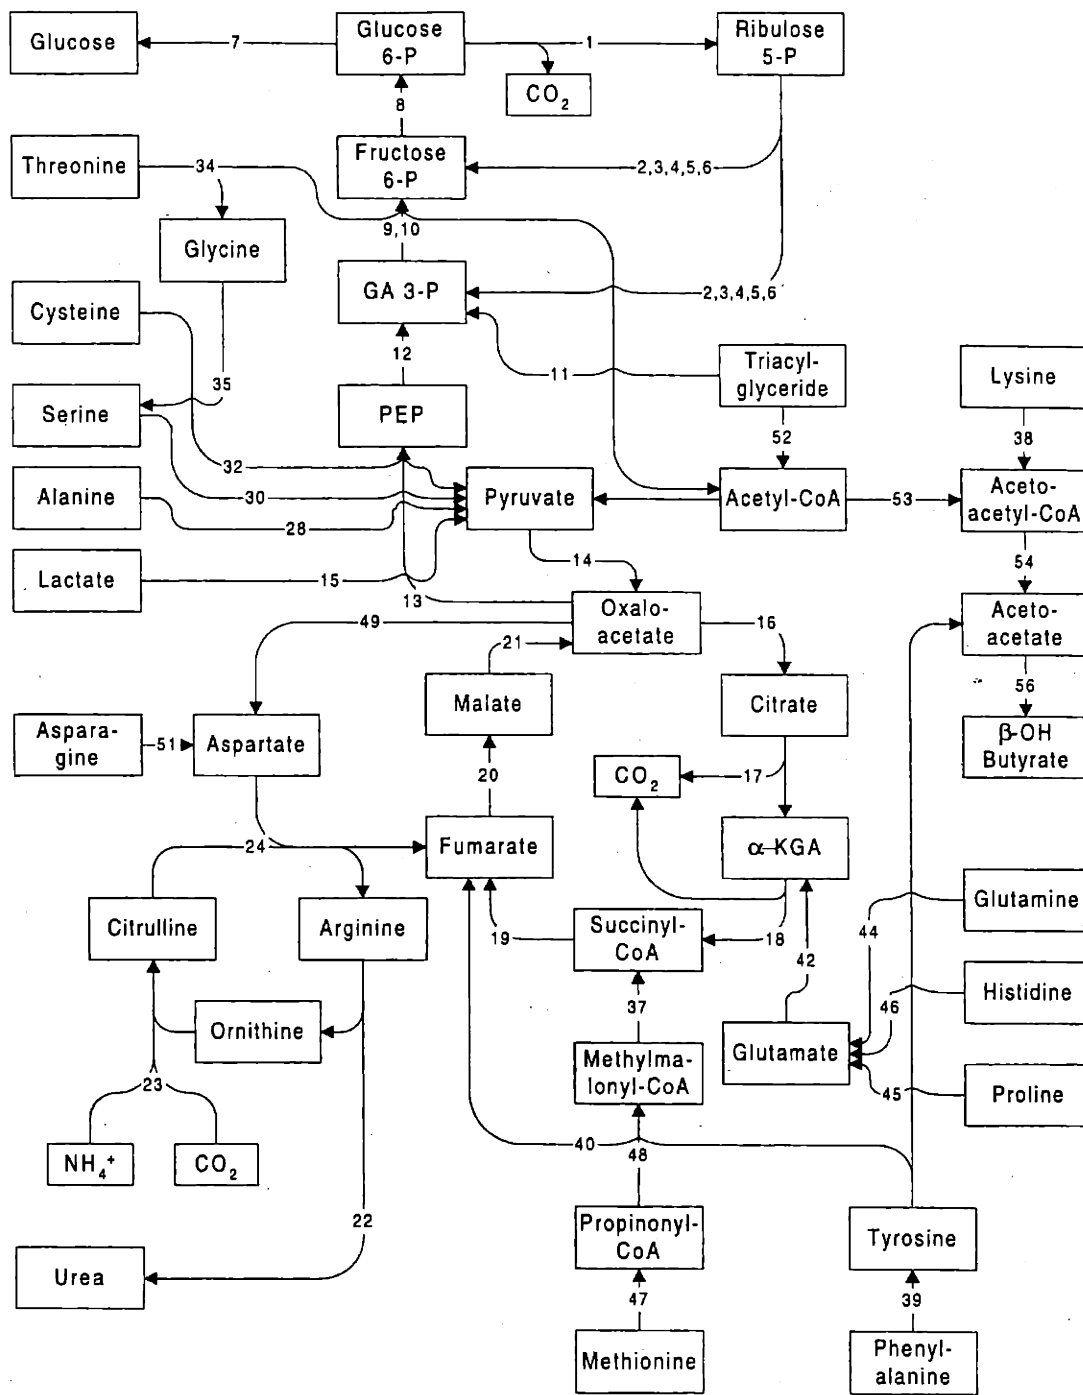 Glucose
7
Glucose
6-P
1
Ribulose
5-P
CO2
8
Threonine
34
Fructose
6-P
2,3,4,5,6
Glycine
9,10
Cysteine
GA 3-P
2,3,4,5,6
12
11
Triacyl-
glyceride
Lysine
35
Serine
PEP
52
38
32
Alanine
30
Pyruvate
Acetyl-CoA
53
Aceto-
acetyl-CoA
28
Lactate
15
13
14
54
49
Oxalo-
acetate
16
Aceto-
acetate
21
Malate
Citrate
56
Aspara-
gine
51
Aspartate
β-OH
Butyrate
20
CO2
17
24
Fumarate
α-KGA
Citrulline
Arginine
19
Succinyl-
CoA
18
44
Glutamine
42
37
46
Histidine
Ornithine
Methylma-
lonyl-CoA
Glutamate
23
45
Proline
NH4+
CO2
40
48
22
Propinonyl-
CoA
Tyrosine
Urea
47
39
Methionine
Phenyl-
alanine